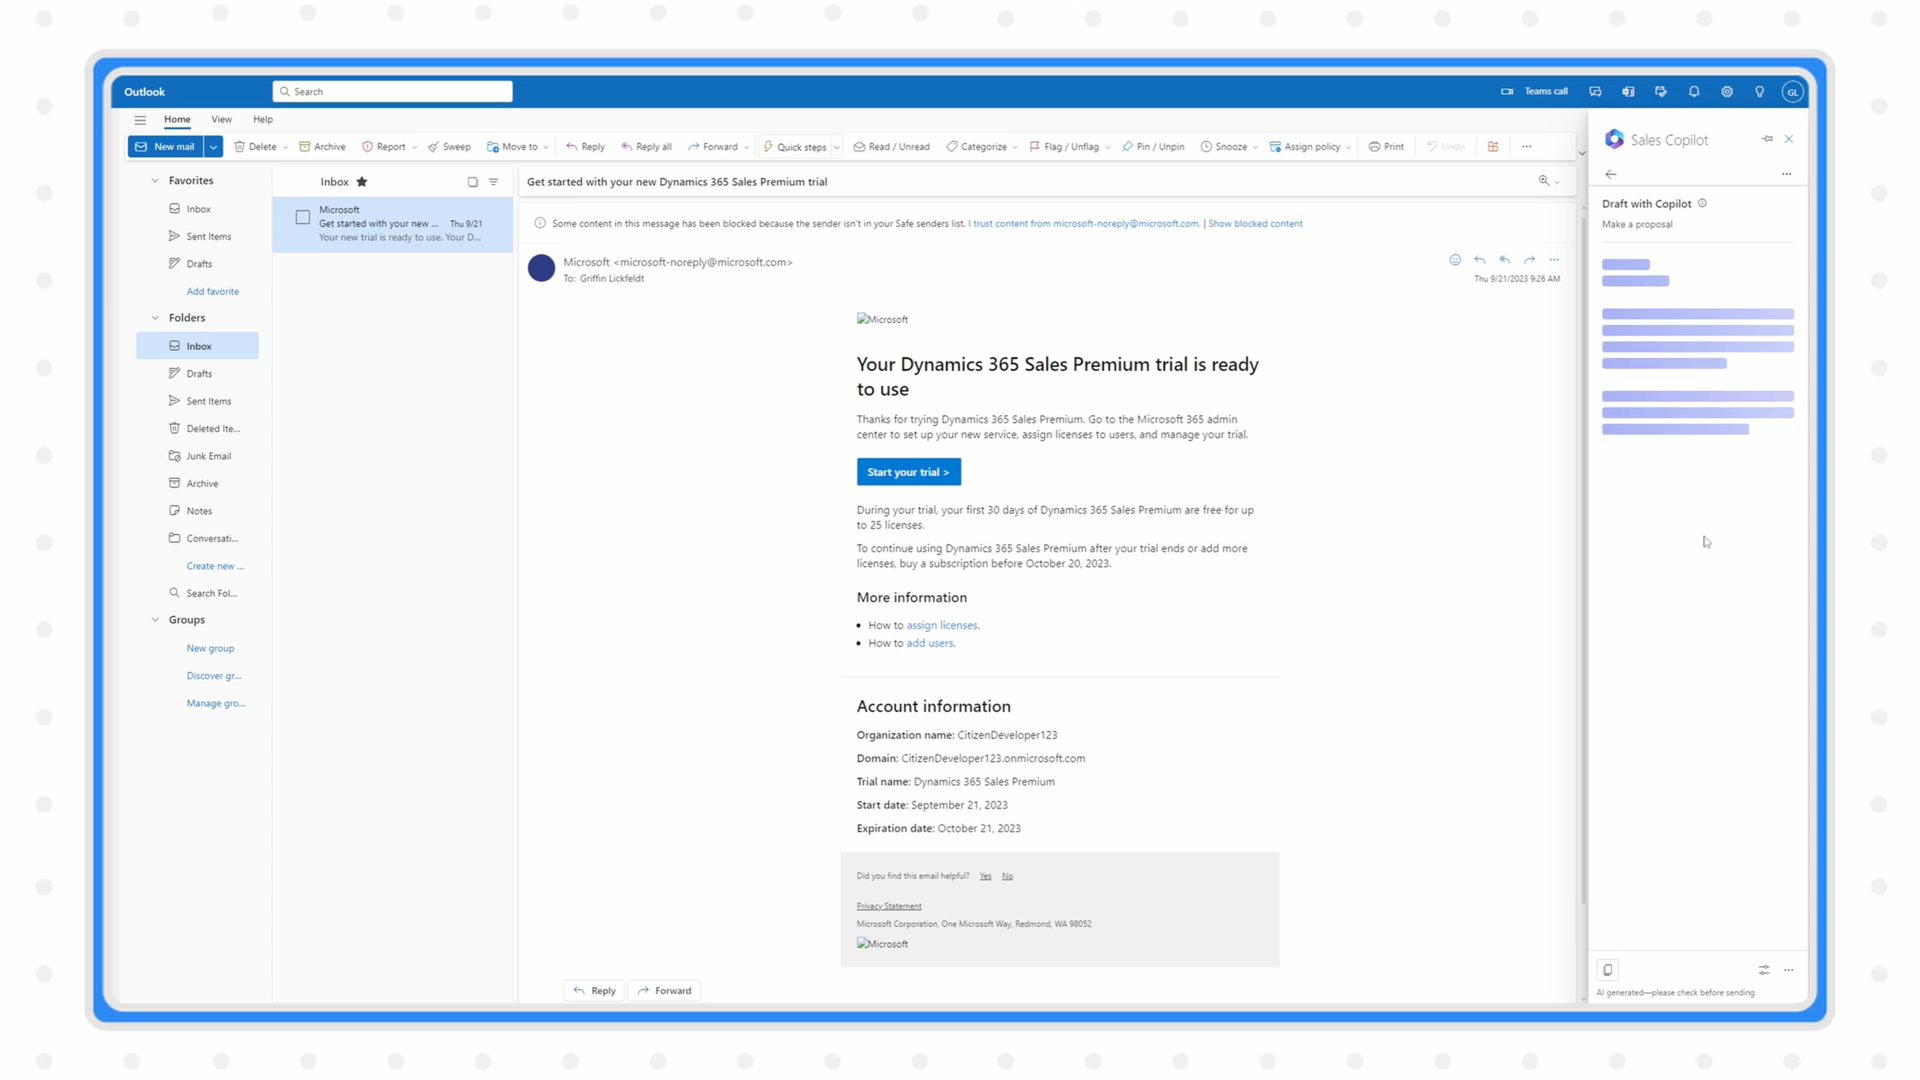 Outlook
Search
Teams call
GL
Home
View
Help
New mail
Delete
Archive
Report
Sweep
Move to
Reply
Reply all
Forward
Quick steps
Read / Unread
Categorize
Flag / Unflag
Pin / Unpin
Snooze
Assign policy
Print
Undo
Favorites
Inbox
Sent Items
Drafts
Add favorite
Folders
Inbox
Drafts
Sent Items
Deleted Ite...
Junk Email
Archive
Notes
Conversati...
Create new ...
Search Fol...
Groups
New group
Discover gr...
Manage gro...
Inbox
Microsoft
Get started with your new ... Thu 9/21
Your new trial is ready to use. Your D...
Get started with your new Dynamics 365 Sales Premium trial
Some content in this message has been blocked because the sender isn't in your Safe senders list. I trust content from microsoft-noreply@microsoft.com. | Show blocked content
Microsoft <microsoft-noreply@microsoft.com>
To: Griffin Lickfeldt
Thu 9/21/2023 9:26 AM
Microsoft
Your Dynamics 365 Sales Premium trial is ready
to use
Thanks for trying Dynamics 365 Sales Premium. Go to the Microsoft 365 admin
center to set up your new service, assign licenses to users, and manage your trial.
Start your trial >
During your trial, your first 30 days of Dynamics 365 Sales Premium are free for up
to 25 licenses.
To continue using Dynamics 365 Sales Premium after your trial ends or add more
licenses, buy a subscription before October 20, 2023.
More information
• How to assign licenses.
• How to add users.
Account information
Organization name: CitizenDeveloper123
Domain: CitizenDeveloper123.onmicrosoft.com
Trial name: Dynamics 365 Sales Premium
Start date: September 21, 2023
Expiration date: October 21, 2023
Did you find this email helpful? Yes No
Privacy Statement
Microsoft Corporation, One Microsoft Way, Redmond, WA 98052
Microsoft
Reply
Forward
Sales Copilot
Draft with Copilot
Make a proposal
AI generated—please check before sending